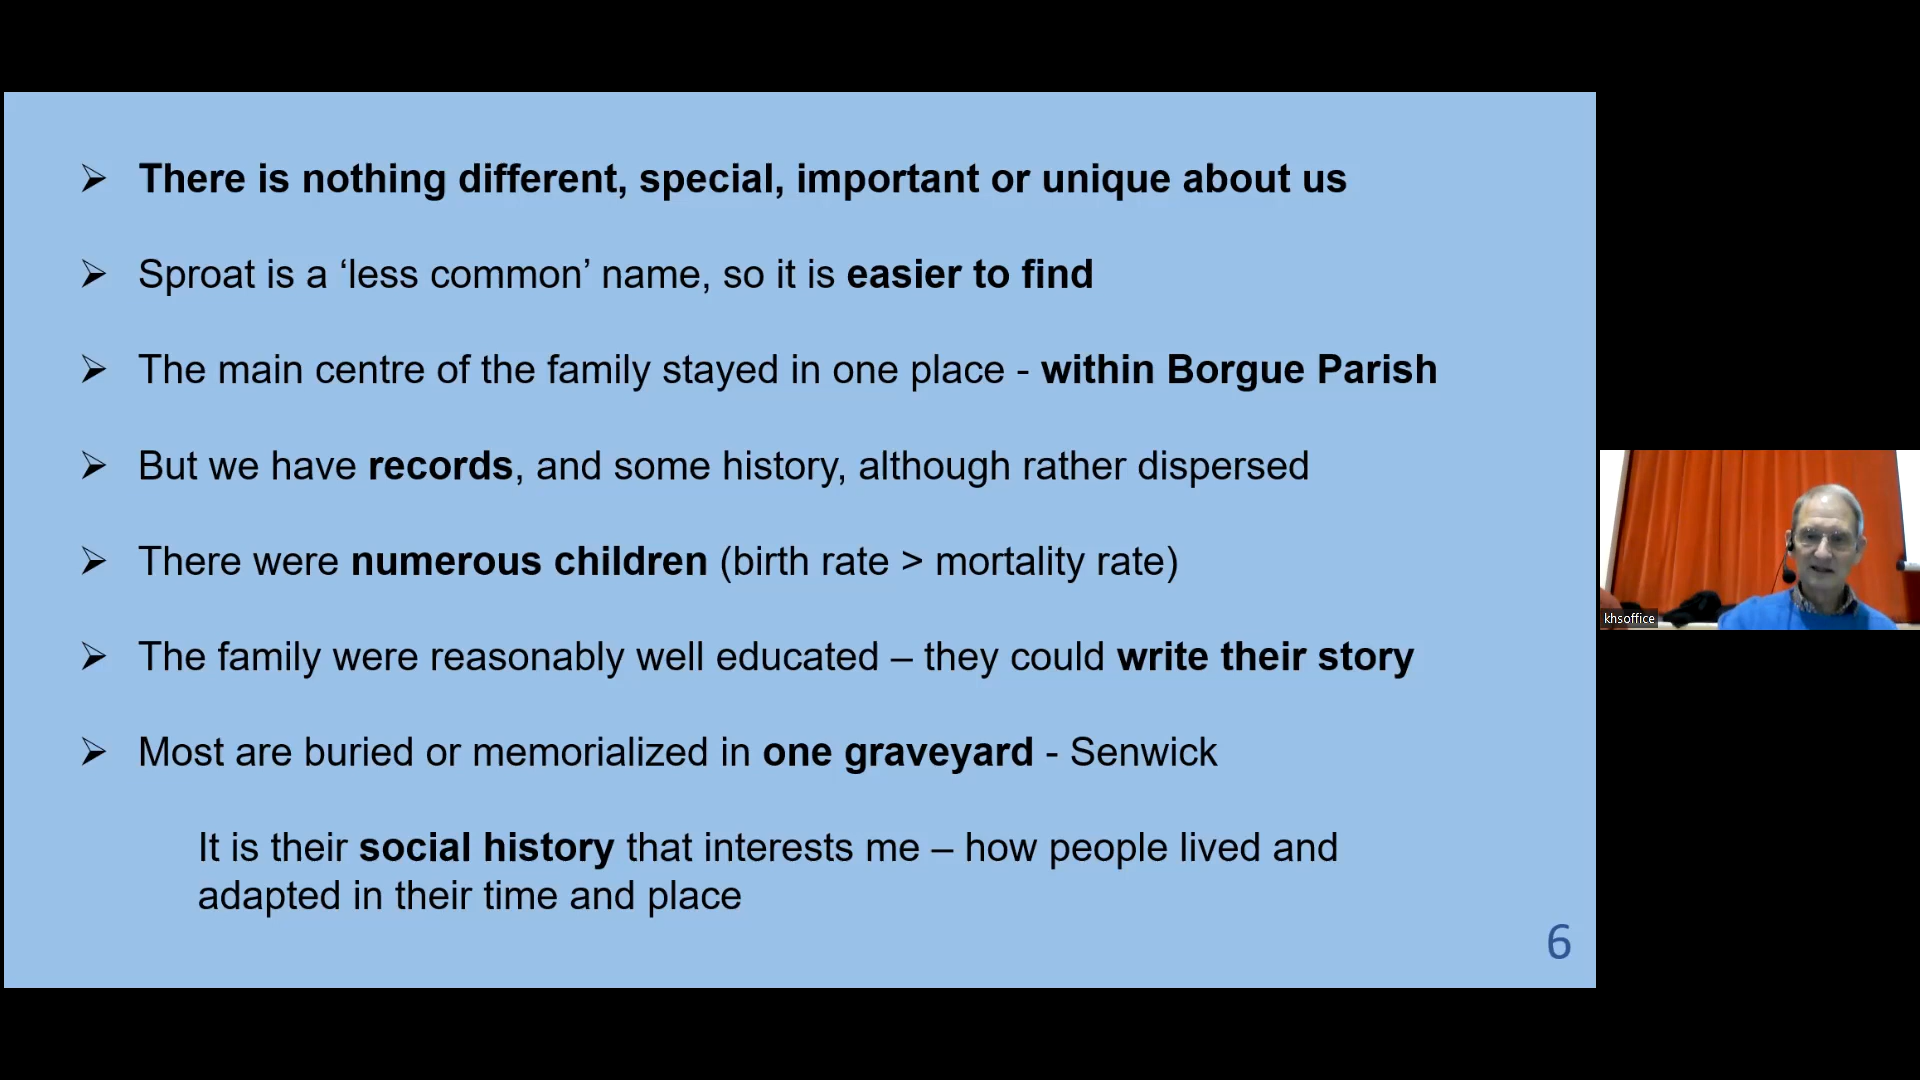 ➢ There is nothing different, special, important or unique about us
➢ Sproat is a ‘less common’ name, so it is easier to find
➢ The main centre of the family stayed in one place - within Borgue Parish
➢ But we have records, and some history, although rather dispersed
➢ There were numerous children (birth rate > mortality rate)
➢ The family were reasonably well educated – they could write their story
➢ Most are buried or memorialized in one graveyard - Senwick
It is their social history that interests me – how people lived and
adapted in their time and place
6
khsoffice